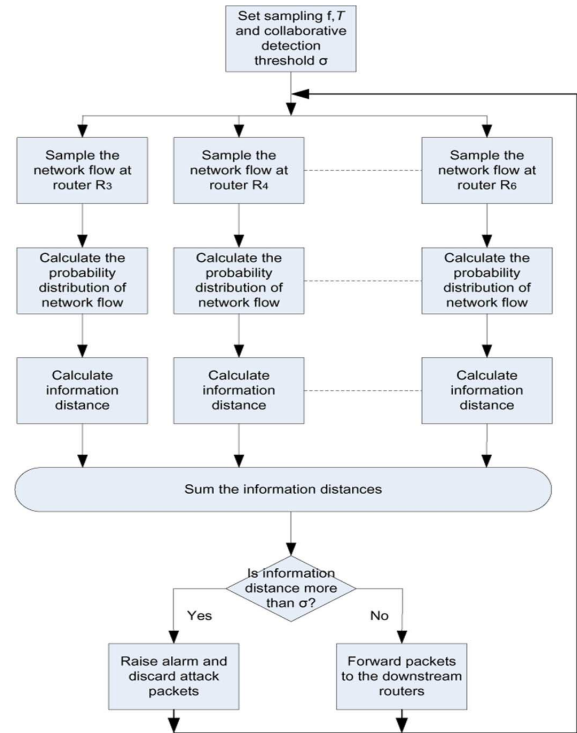 Set sampling f,T
and collaborative
detection
threshold σ
Sample the
network flow at
router R3
Sample the
network flow at
router R4
Sample the
network flow at
router R6
Calculate the
probability
distribution of
network flow
Calculate the
probability
distribution of
network flow
Calculate the
probability
distribution of
network flow
Calculate
information
distance
Calculate
information
distance
Calculate
information
distance
Sum the information distances
Is information
distance more
than σ?
Yes
No
Raise alarm and
discard attack
packets
Forward packets
to the downstream
routers